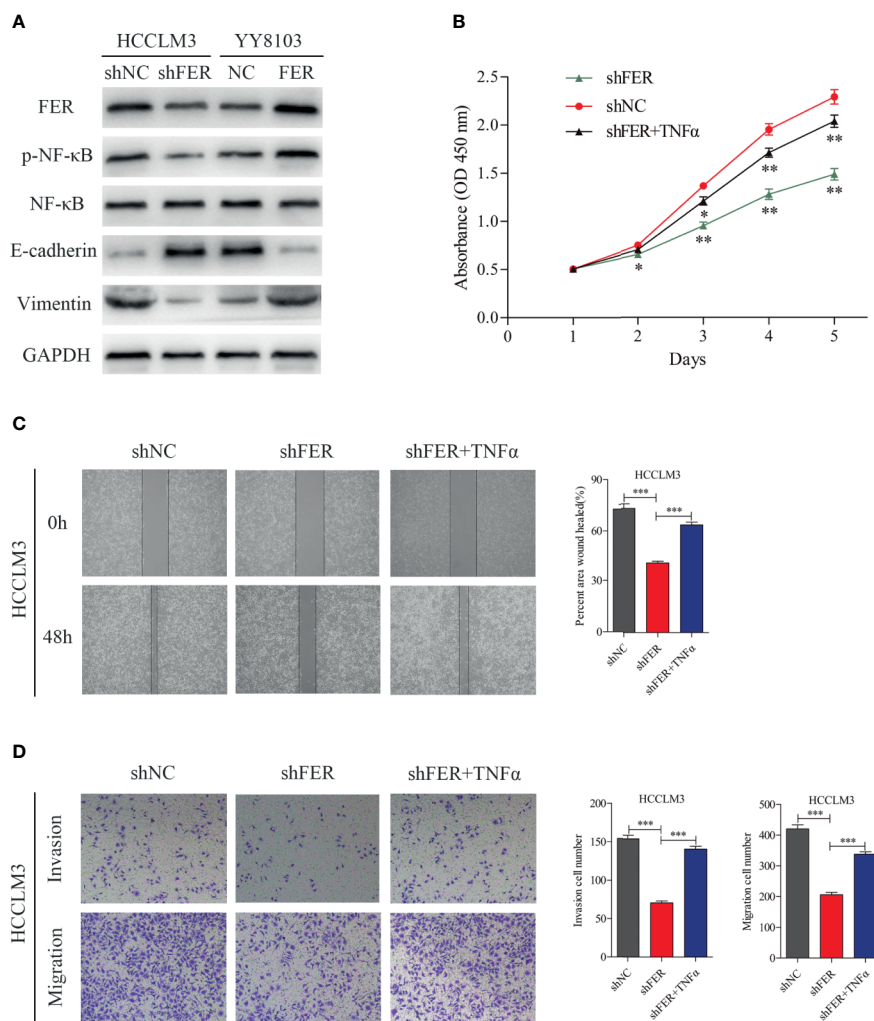 A
HCCLM3 YY8103
shNC shFER NC FER
FER
p-NF-κB
NF-κB
E-cadherin
Vimentin
GAPDH
B
shFER
shNC
shFER+TNFα
Absorbance (OD 450 nm)
2.5
2.0
1.5
1.0
0.5
0.0
*
**
*
**
**
**
**
0 1 2 3 4 5
Days
C
shNC shFER shFER+TNFα
HCCLM3
0h
48h
HCCLM3
Percent area wound healed(%)
90
60
30
0
*** ***
shNC shFER shFER+TNFα
D
shNC shFER shFER+TNFα
HCCLM3
Invasion
Migration
HCCLM3
Invasion cell number
150
100
50
0
*** ***
shNC shFER shFER+TNFα
HCCLM3
Migration cell number
500
400
300
200
100
0
*** ***
shNC shFER shFER+TNFα